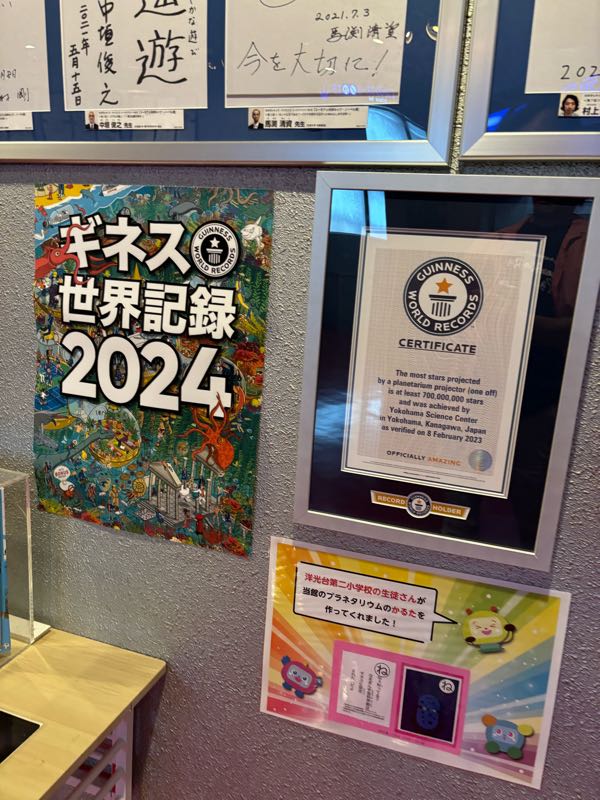 遊
かな遊び
中垣俊之
二〇二一年
五月十五日
2021.7.3
馬渕清資
今を大切に!
202
中垣 俊之 先生
馬渕 清資 先生
村上
ギネス
世界記録
2024
GUINNESS
WORLD RECORDS
GUINNESS
WORLD RECORDS
CERTIFICATE
The most stars projected
by a planetarium projector (one off)
is at least 700,000,000 stars
and was achieved by
Yokohama Science Center
in Yokohama, Kanagawa, Japan
as verified on 8 February 2023
OFFICIALLY AMAZING
RECORD HOLDER
洋光台第二小学校の生徒さんが
当館のプラネタリウムのかるたを
作ってくれました!
ね
ね